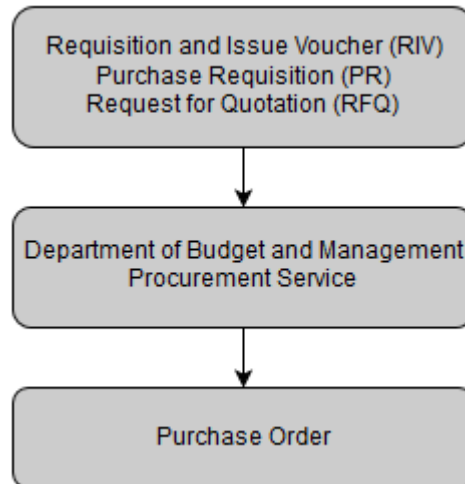 Requisition and Issue Voucher (RIV)
Purchase Requisition (PR)
Request for Quotation (RFQ)
Department of Budget and Management
Procurement Service
Purchase Order